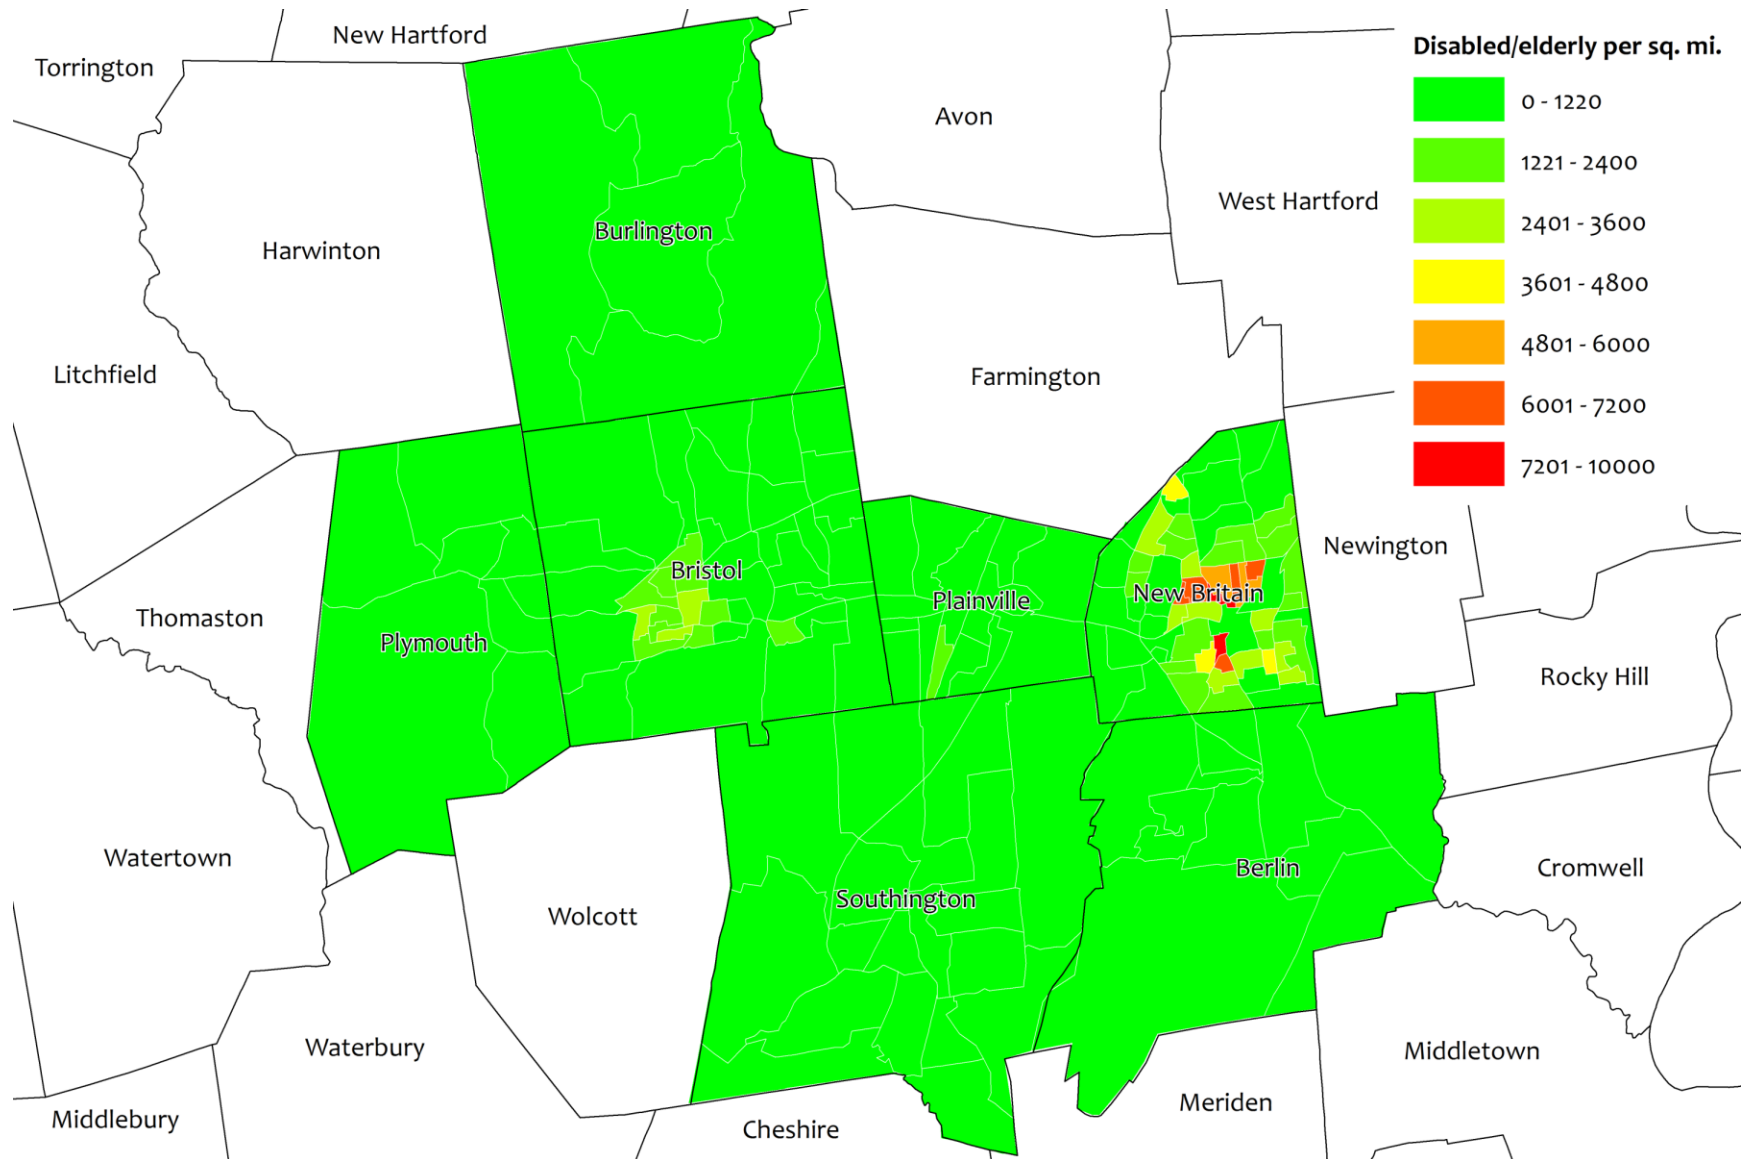 New Hartford
Torrington
Disabled/elderly per sq. mi.
0 - 1220
Avon
1221 - 2400
West Hartford
2401 - 3600
Burlington
Harwinton
3601 - 4800
4801 - 6000
Litchfield
Farmington
6001 - 7200
7201 - 10000
Newington
Bristol
New Britain
Plainville
Thomaston
Plymouth
Rocky Hill
Watertown
Berlin
Cromwell
Southington
Wolcott
Waterbury
Middletown
Meriden
Middlebury
Cheshire